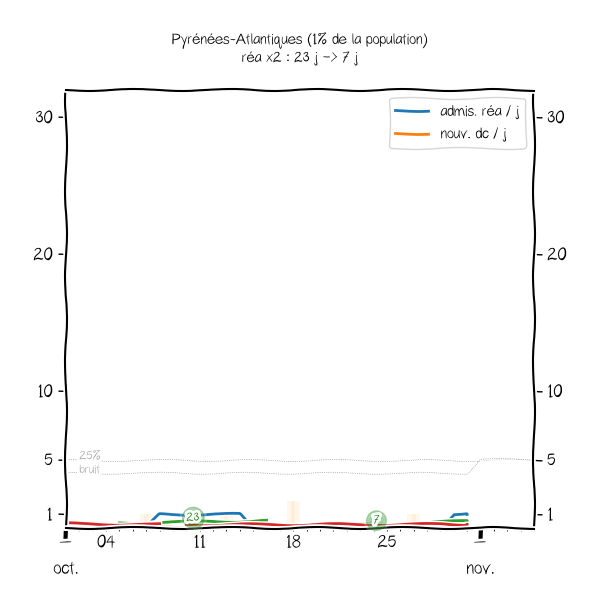 Pyrénées-Atlantiques (1% de la population)
réa x2 : 23 j -> 7 j
admis. réa / j
nouv. dc / j
30
30
20
20
10
10
5
25%
5
bruit
1
23
7
1
04
11
18
25
oct.
nov.